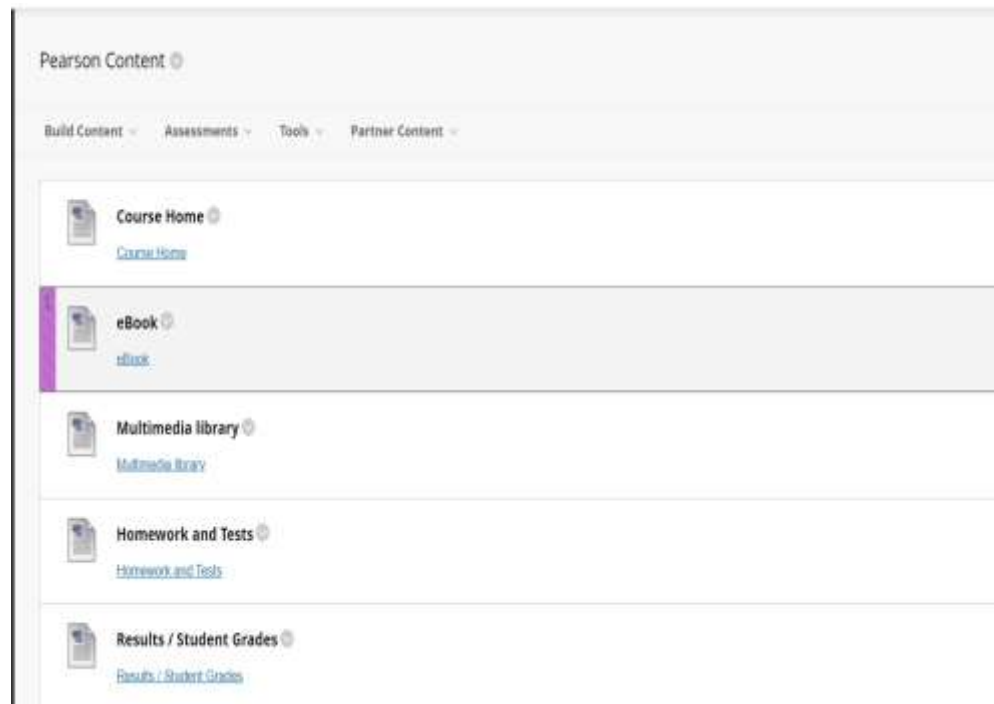 Pearson Content
Build Content Assessments Tools Partner Content
Course Home
Course Home
eBook
eBook
Multimedia library
Multimedia library
Homework and Tests
Homework and Tests
Results / Student Grades
Results / Student Grades